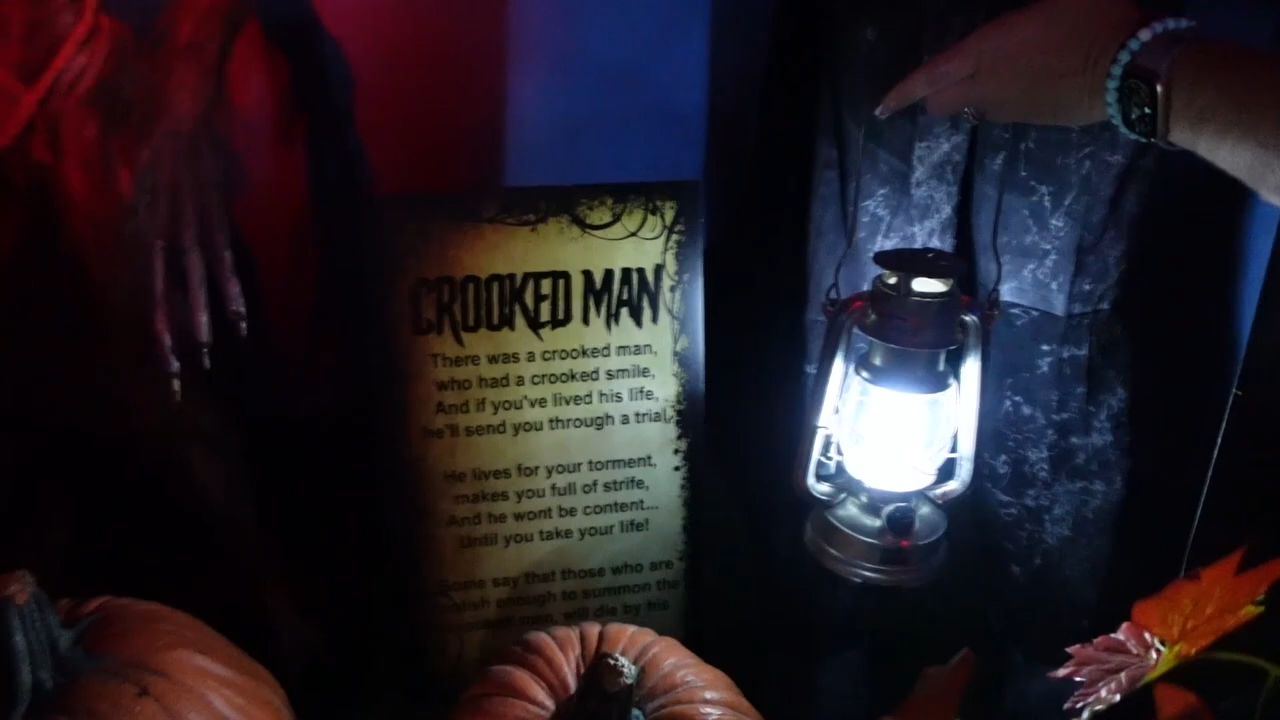 CROOKED MAN
There was a crooked man,
who had a crooked smile,
And if you've lived his life,
he'll send you through a trial.
He lives for your torment,
makes you full of strife,
And he wont be content...
Until you take your life!
Some say that those who are
enough to summon the
man, will die by his